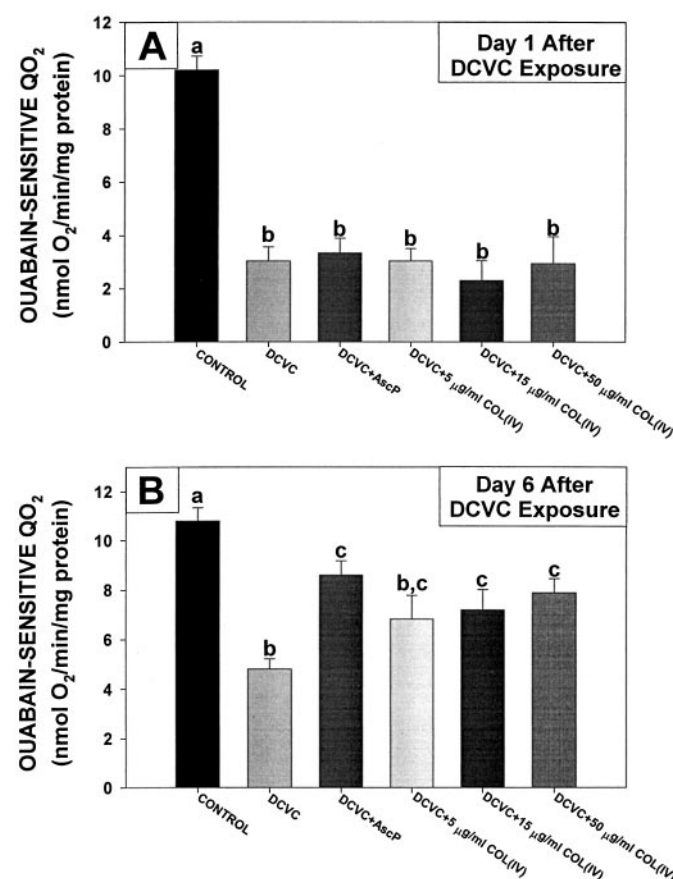 A
Day 1 After
DCVC Exposure
OUABAIN-SENSITIVE QO2
(nmol O2/min/mg protein)
12
10
8
6
4
2
0
a
b
b
b
b
b
CONTROL
DCVC
DCVC+AscP
DCVC+5 µg/ml COL(IV)
DCVC+15 µg/ml COL(IV)
DCVC+50 µg/ml COL(IV)
B
Day 6 After
DCVC Exposure
OUABAIN-SENSITIVE QO2
(nmol O2/min/mg protein)
12
10
8
6
4
2
0
a
b
c
b,c
c
c
CONTROL
DCVC
DCVC+AscP
DCVC+5 µg/ml COL(IV)
DCVC+15 µg/ml COL(IV)
DCVC+50 µg/ml COL(IV)